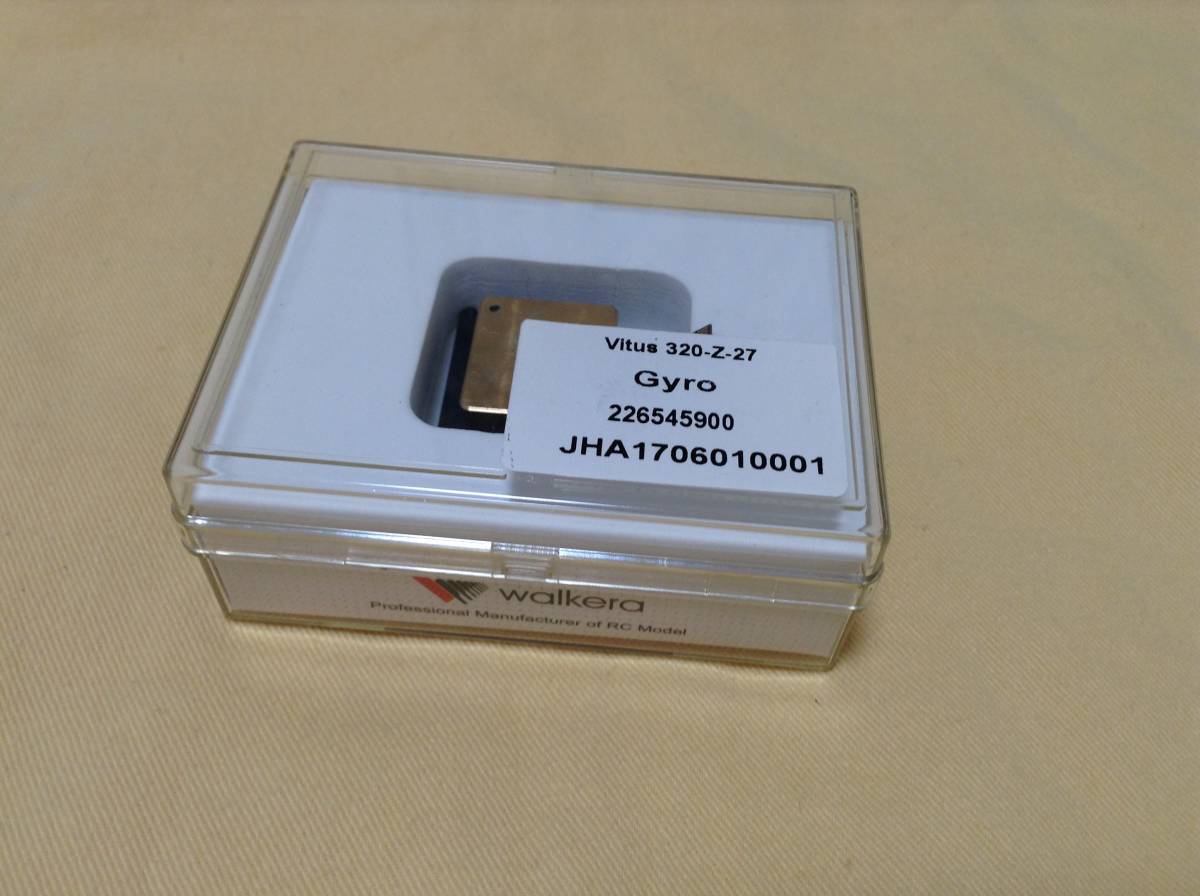 Vitus 320-Z-27
Gyro
226545900
JHA1706010001
walkera
Professional Manufacturer of RC Model